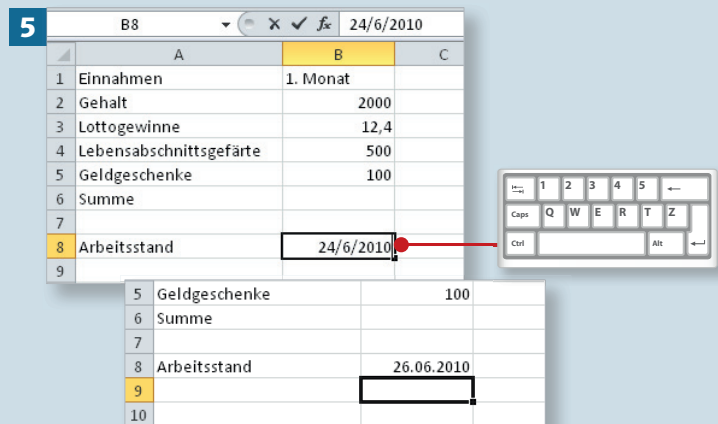 5
B8 fx 24/6/2010
A B C
1 Einnahmen 1. Monat
2 Gehalt 2000
3 Lottogewinne 12,4
4 Lebensabschnittsgefärte 500
5 Geldgeschenke 100
6 Summe
7
8 Arbeitsstand 24/6/2010
9
1 2 3 4 5
Caps Q W E R T Z
Ctrl Alt
5 Geldgeschenke 100
6 Summe
7
8 Arbeitsstand 26.06.2010
9
10